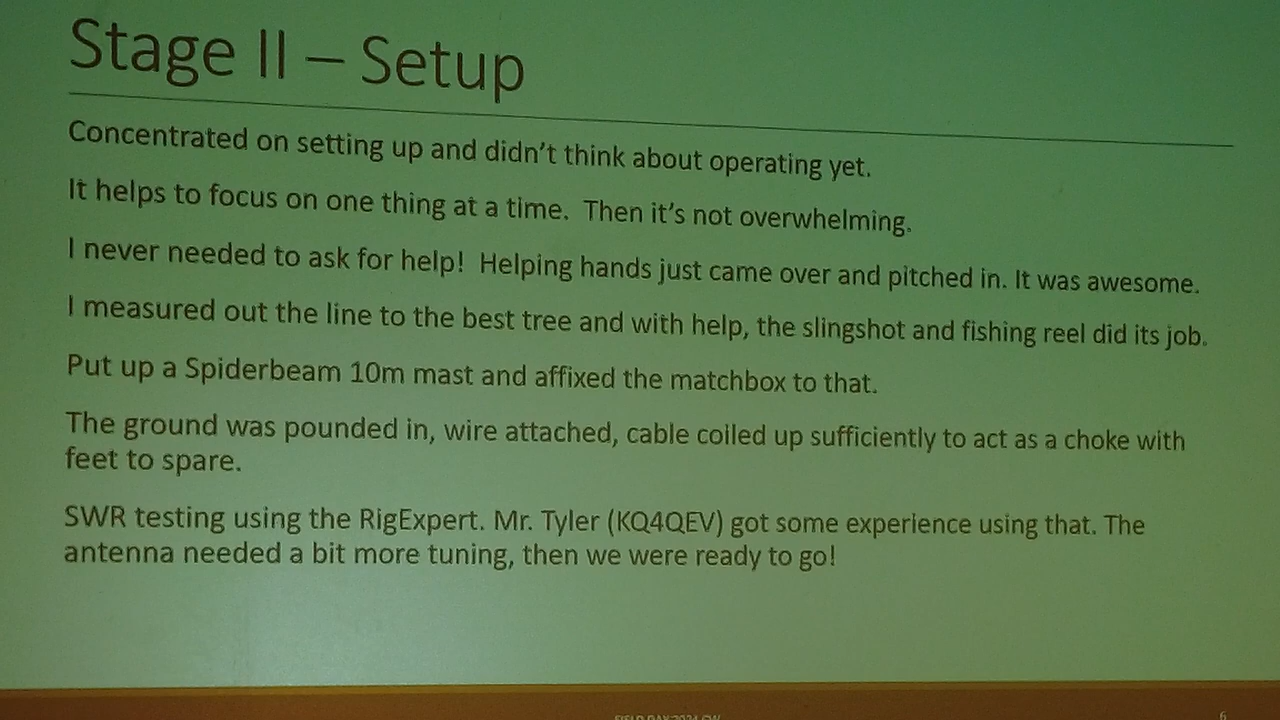 Stage II – Setup
Concentrated on setting up and didn't think about operating yet.
It helps to focus on one thing at a time.  Then it's not overwhelming.
I never needed to ask for help!  Helping hands just came over and pitched in. It was awesome.
I measured out the line to the best tree and with help, the slingshot and fishing reel did its job.
Put up a Spiderbeam 10m mast and affixed the matchbox to that.
The ground was pounded in, wire attached, cable coiled up sufficiently to act as a choke with
feet to spare.
SWR testing using the RigExpert. Mr. Tyler (KQ4QEV) got some experience using that. The
antenna needed a bit more tuning, then we were ready to go!
FIELD DAY 2024 CW
6